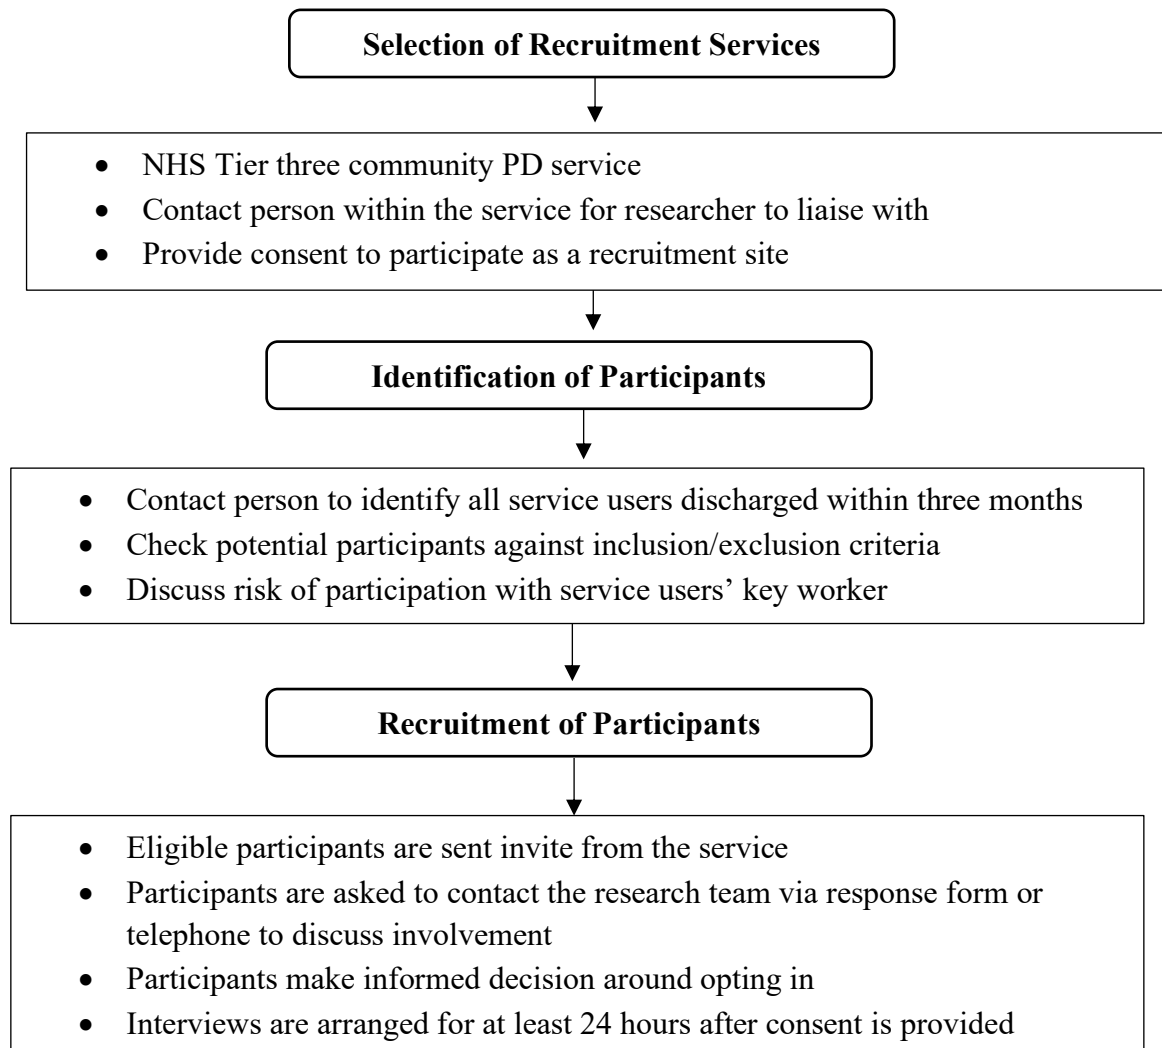 Selection of Recruitment Services
• NHS Tier three community PD service
• Contact person within the service for researcher to liaise with
• Provide consent to participate as a recruitment site
Identification of Participants
• Contact person to identify all service users discharged within three months
• Check potential participants against inclusion/exclusion criteria
• Discuss risk of participation with service users’ key worker
Recruitment of Participants
• Eligible participants are sent invite from the service
• Participants are asked to contact the research team via response form or
telephone to discuss involvement
• Participants make informed decision around opting in
• Interviews are arranged for at least 24 hours after consent is provided